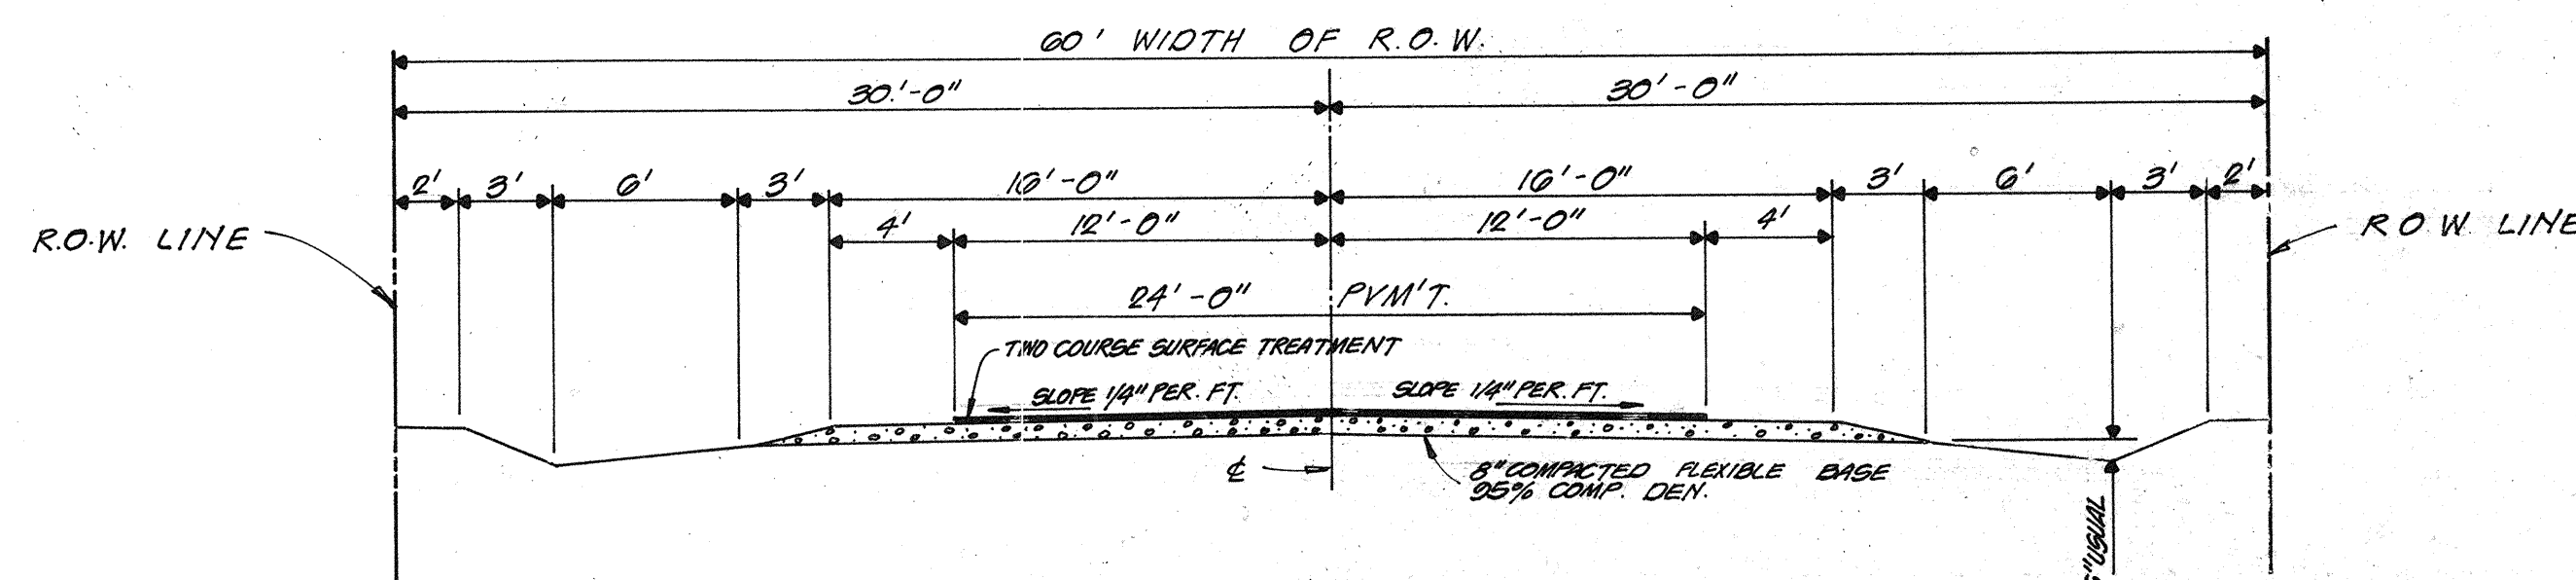 60' WIDTH OF R.O.W.
30.'-0" 30'-0"
2' 3' 6' 3' 16'-0" 16'-0" 3' 6' 3' 2'
4' 12'-0" 12'-0" 4'
R.O.W. LINE R O W LINE
24'-0" PVM'T.
TWO COURSE SURFACE TREATMENT
SLOPE 1/4" PER. FT. SLOPE 1/4" PER. FT.
℄
8" COMPACTED FLEXIBLE BASE
95% COMP. DEN.
USUAL